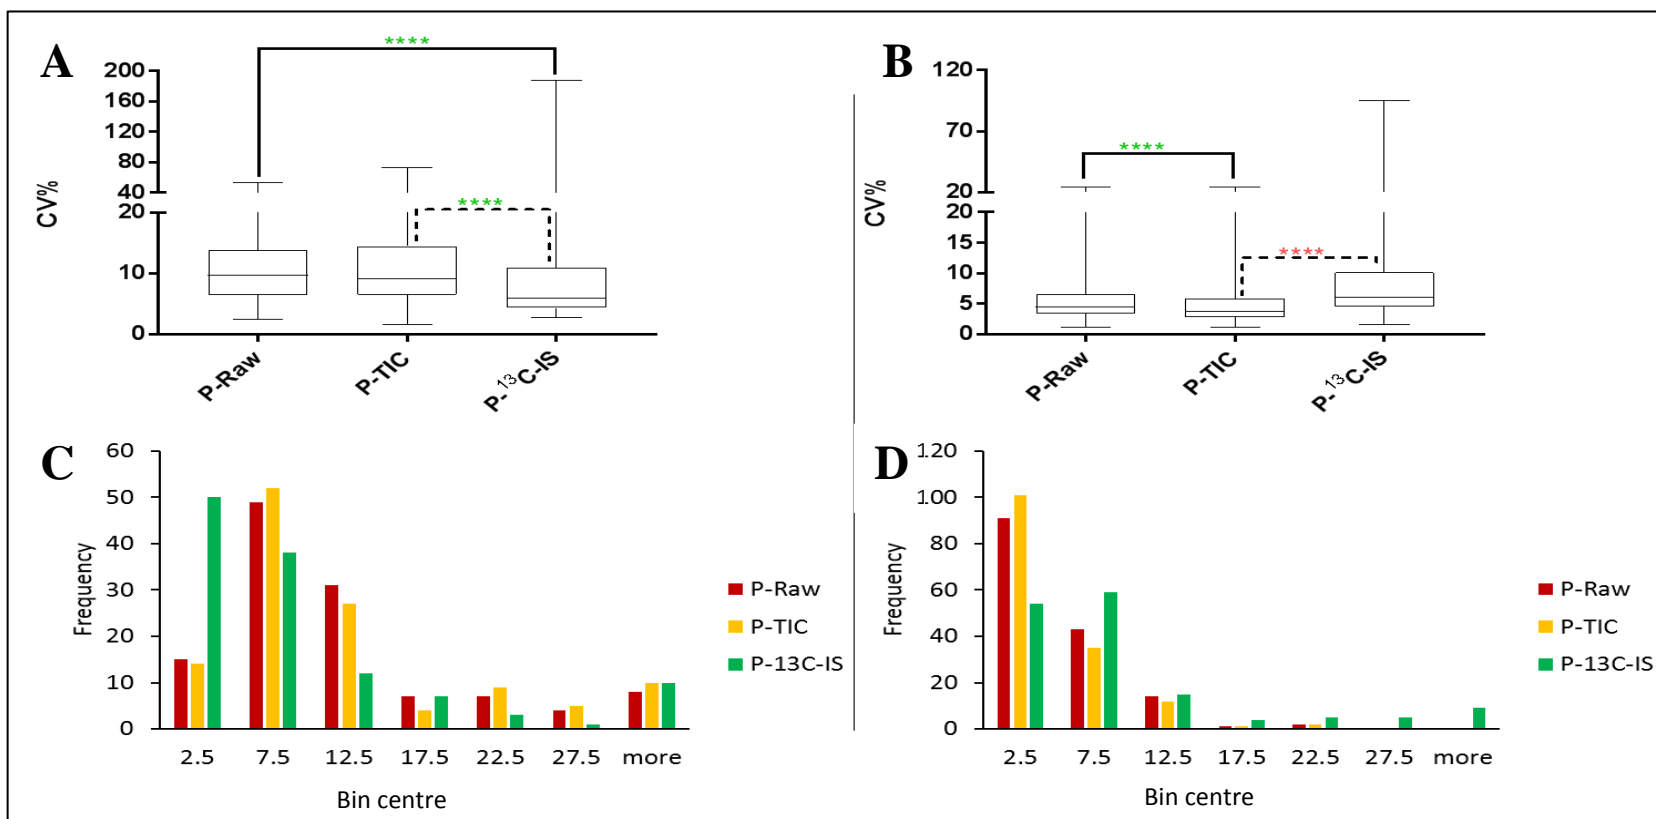 A
****
200
160
120
80
40
20
10
0
CV%
****
P-Raw
P-TIC
P-¹³C-IS
B
120
70
20
20
15
10
5
0
CV%
****
****
P-Raw
P-TIC
P-¹³C-IS
C
60
50
40
30
20
10
0
Frequency
2.5 7.5 12.5 17.5 22.5 27.5 more
Bin centre
P-Raw
P-TIC
P-13C-IS
D
120
100
80
60
40
20
0
Frequency
2.5 7.5 12.5 17.5 22.5 27.5 more
Bin centre
P-Raw
P-TIC
P-13C-IS